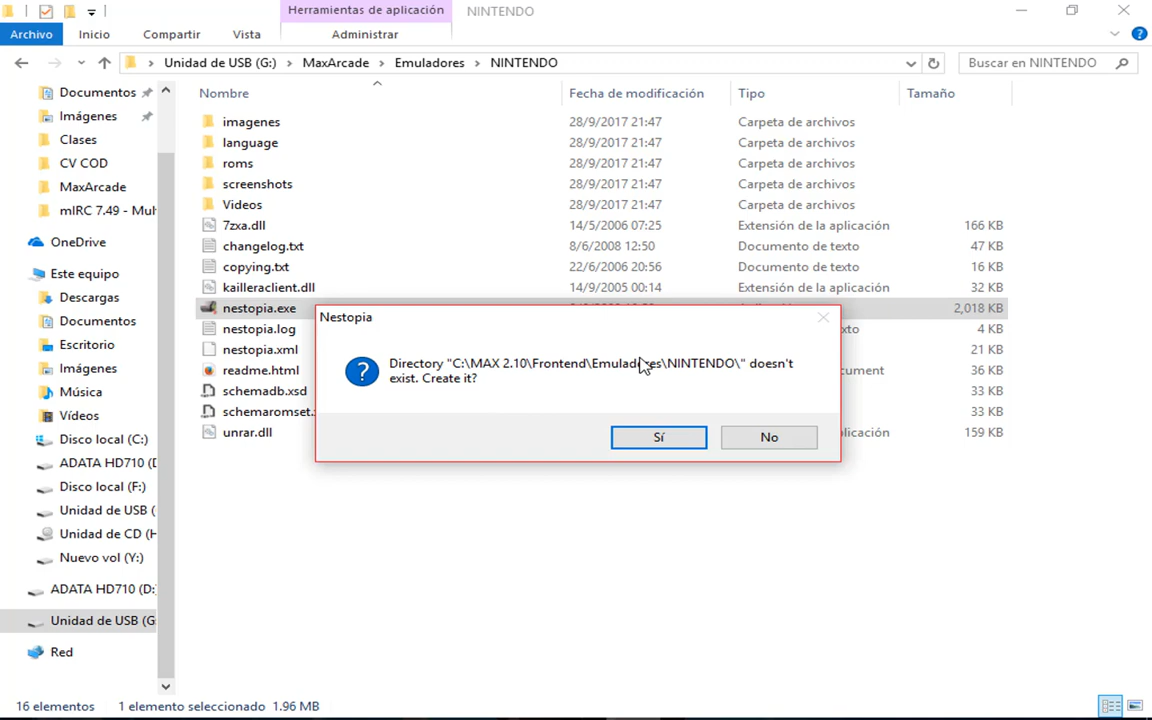 Herramientas de aplicación
NINTENDO
Archivo
Inicio
Compartir
Vista
Administrar
Unidad de USB (G:) > MaxArcade > Emuladores > NINTENDO
Buscar en NINTENDO
Nombre
Fecha de modificación
Tipo
Tamaño
Documentos
Imágenes
Clases
CV COD
MaxArcade
mIRC 7.49 - Mul
OneDrive
Este equipo
Descargas
Documentos
Escritorio
Imágenes
Música
Vídeos
Disco local (C:)
ADATA HD710 (D
Disco local (F:)
Unidad de USB (
Unidad de CD (H
Nuevo vol (Y:)
ADATA HD710 (D:
Unidad de USB (G:
Red
imagenes 28/9/2017 21:47 Carpeta de archivos
language 28/9/2017 21:47 Carpeta de archivos
roms 28/9/2017 21:47 Carpeta de archivos
screenshots 28/9/2017 21:47 Carpeta de archivos
Videos 28/9/2017 21:47 Carpeta de archivos
7zxa.dll 14/5/2006 07:25 Extensión de la aplicación 166 KB
changelog.txt 8/6/2008 12:50 Documento de texto 47 KB
copying.txt 22/6/2006 20:56 Documento de texto 16 KB
kailleraclient.dll 14/9/2005 00:14 Extensión de la aplicación 32 KB
nestopia.exe 2,018 KB
nestopia.log 4 KB
nestopia.xml 21 KB
readme.html 36 KB
schemadb.xsd 33 KB
schemaromset. 33 KB
unrar.dll 159 KB
Nestopia
Directory "C:\MAX 2.10\Frontend\Emuladores\NINTENDO\" doesn't
exist. Create it?
Sí
No
16 elementos
1 elemento seleccionado 1.96 MB